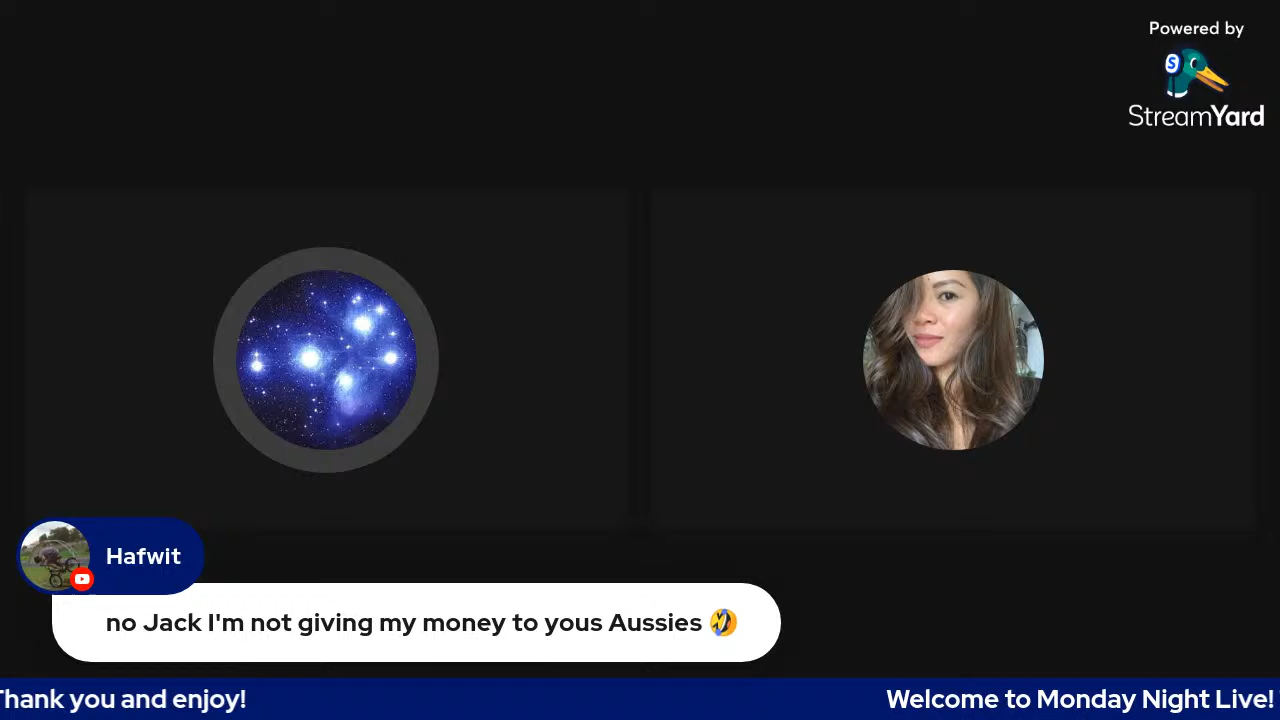 Powered by
S
StreamYard
Hafwit
no Jack I'm not giving my money to yous Aussies 🤣
Thank you and enjoy!
Welcome to Monday Night Live!